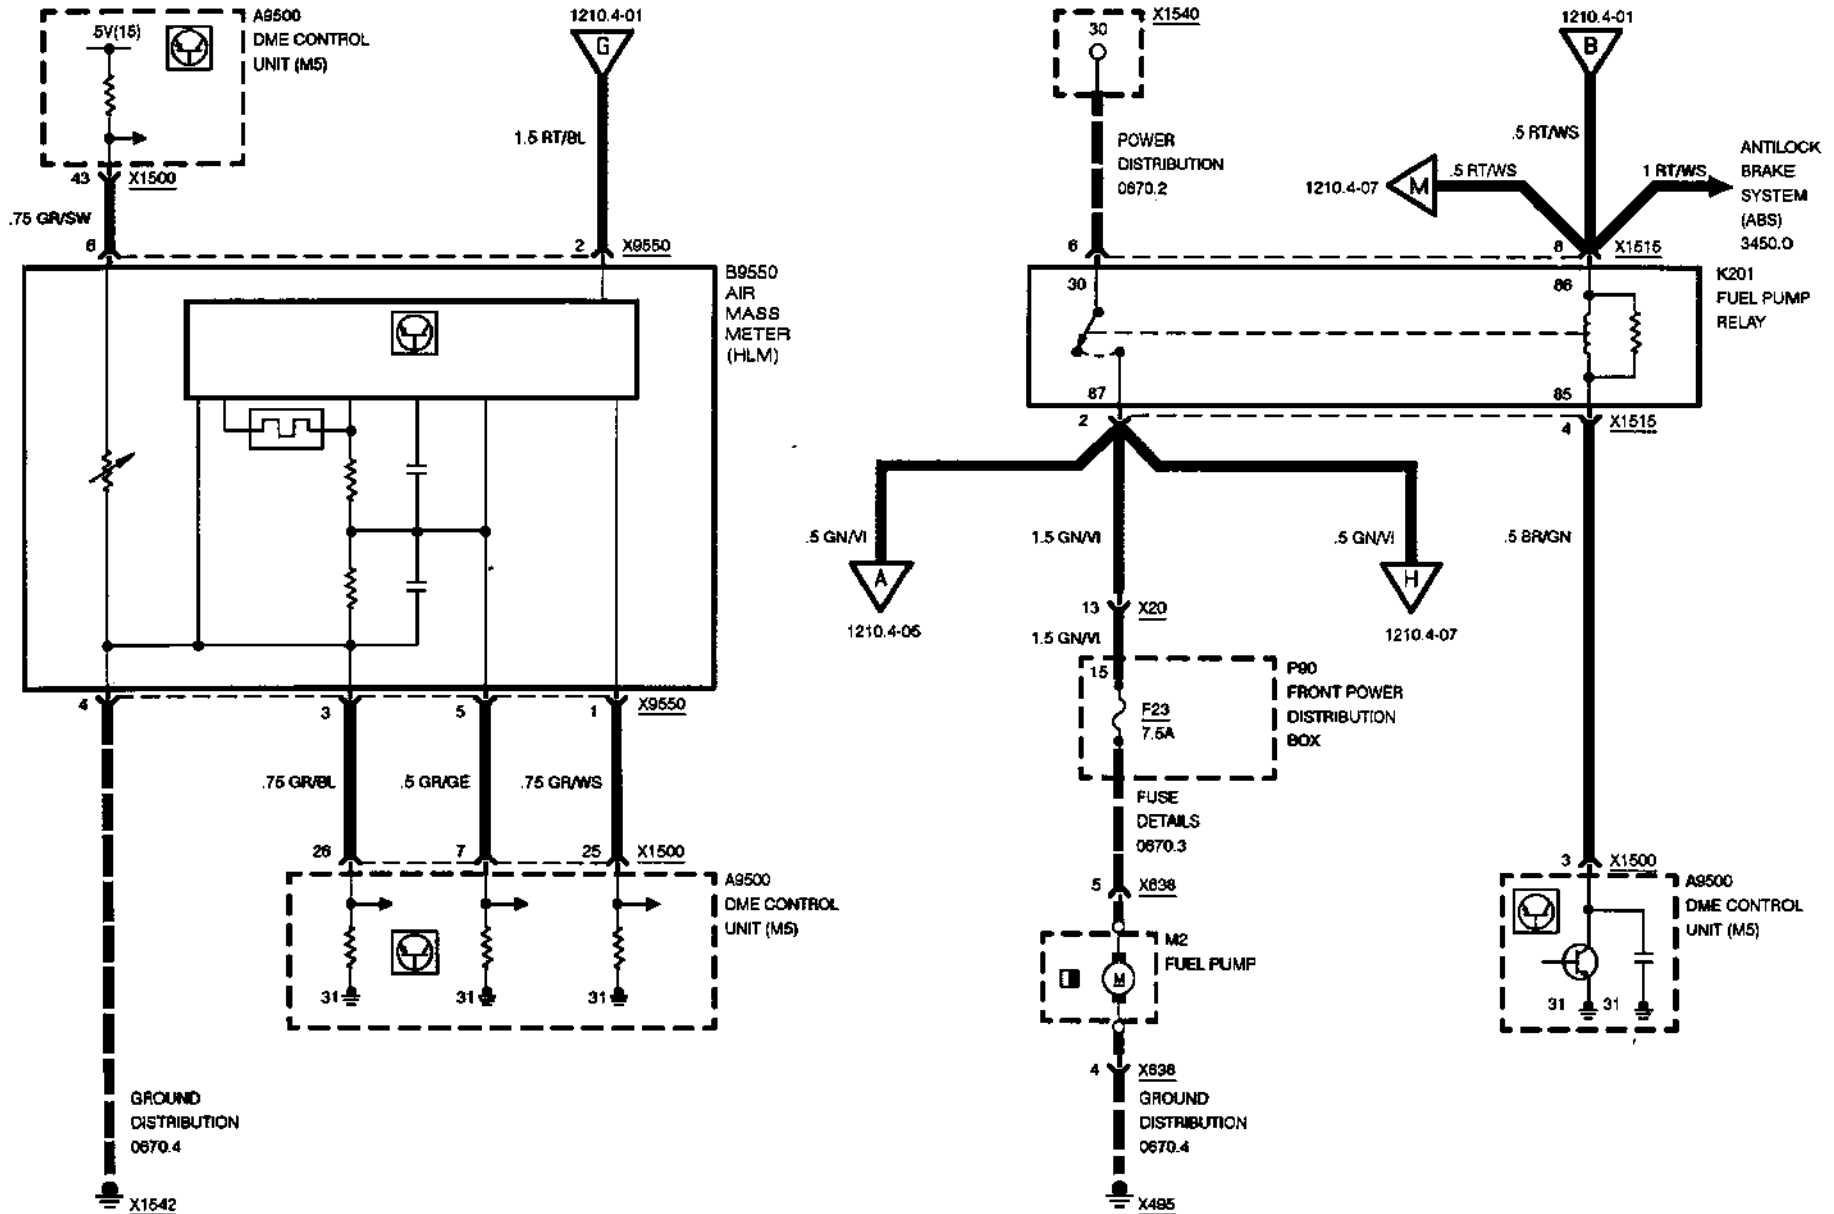 5V(15)
A9500
DME CONTROL
UNIT (M5)
43
X1500
.75 GR/SW
6
1210.4-01
G
1.5 RT/BL
2
X9550
B9550
AIR
MASS
METER
(HLM)
4
3
5
1
X9550
.75 GR/BL
.5 GR/GE
.75 GR/WS
26
7
25
X1500
A9500
DME CONTROL
UNIT (M5)
31
31
31
GROUND
DISTRIBUTION
0670.4
X1542
30
X1540
POWER
DISTRIBUTION
0670.2
6
1210.4-01
B
.5 RT/WS
1210.4-07
M
.5 RT/WS
1 RT/WS
ANTILOCK
BRAKE
SYSTEM
(ABS)
3450.0
8
X1515
30
86
K201
FUEL PUMP
RELAY
87
85
2
4
X1515
.5 GN/VI
A
1210.4-05
1.5 GN/VI
.5 GN/VI
H
1210.4-07
.5 BR/GN
13
X20
1.5 GN/VI
15
F23
7.5A
P90
FRONT POWER
DISTRIBUTION
BOX
FUSE
DETAILS
0670.3
5
X638
M2
FUEL PUMP
M
4
X638
GROUND
DISTRIBUTION
0670.4
X495
3
X1500
A9500
DME CONTROL
UNIT (M5)
31
31